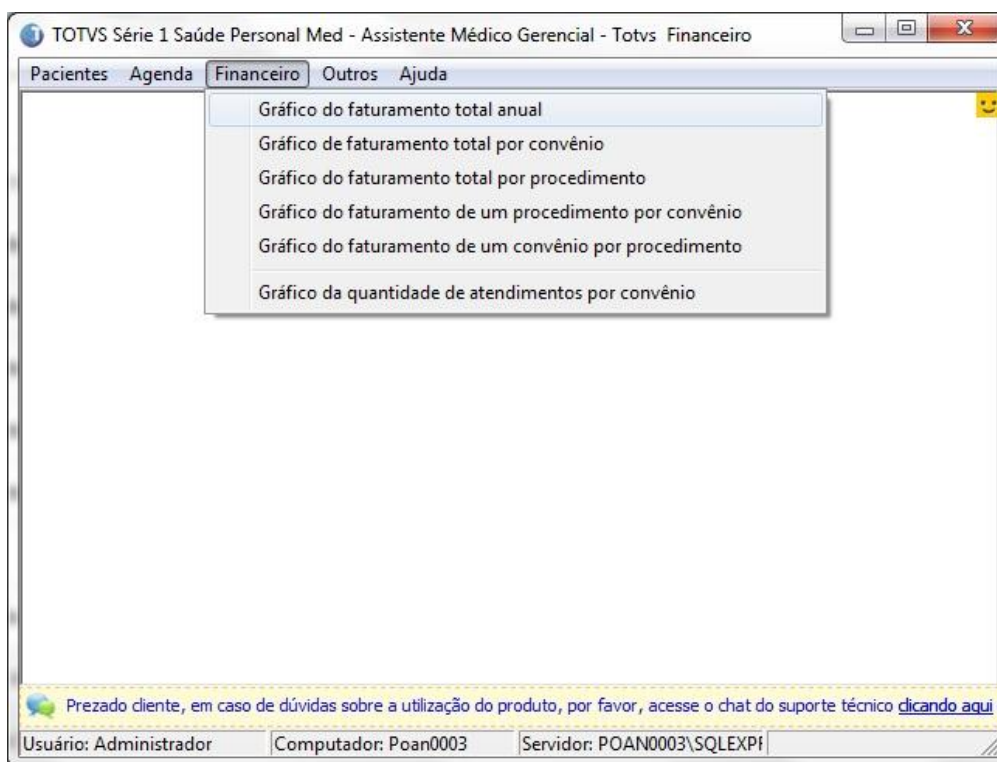 TOTVS Série 1 Saúde Personal Med - Assistente Médico Gerencial - Totvs Financeiro
Pacientes Agenda Financeiro Outros Ajuda
Gráfico do faturamento total anual
Gráfico de faturamento total por convênio
Gráfico do faturamento total por procedimento
Gráfico do faturamento de um procedimento por convênio
Gráfico do faturamento de um convênio por procedimento
Gráfico da quantidade de atendimentos por convênio
Prezado cliente, em caso de dúvidas sobre a utilização do produto, por favor, acesse o chat do suporte técnico clicando aqui
Usuário: Administrador Computador: Poan0003 Servidor: POAN0003\SQLEXPF